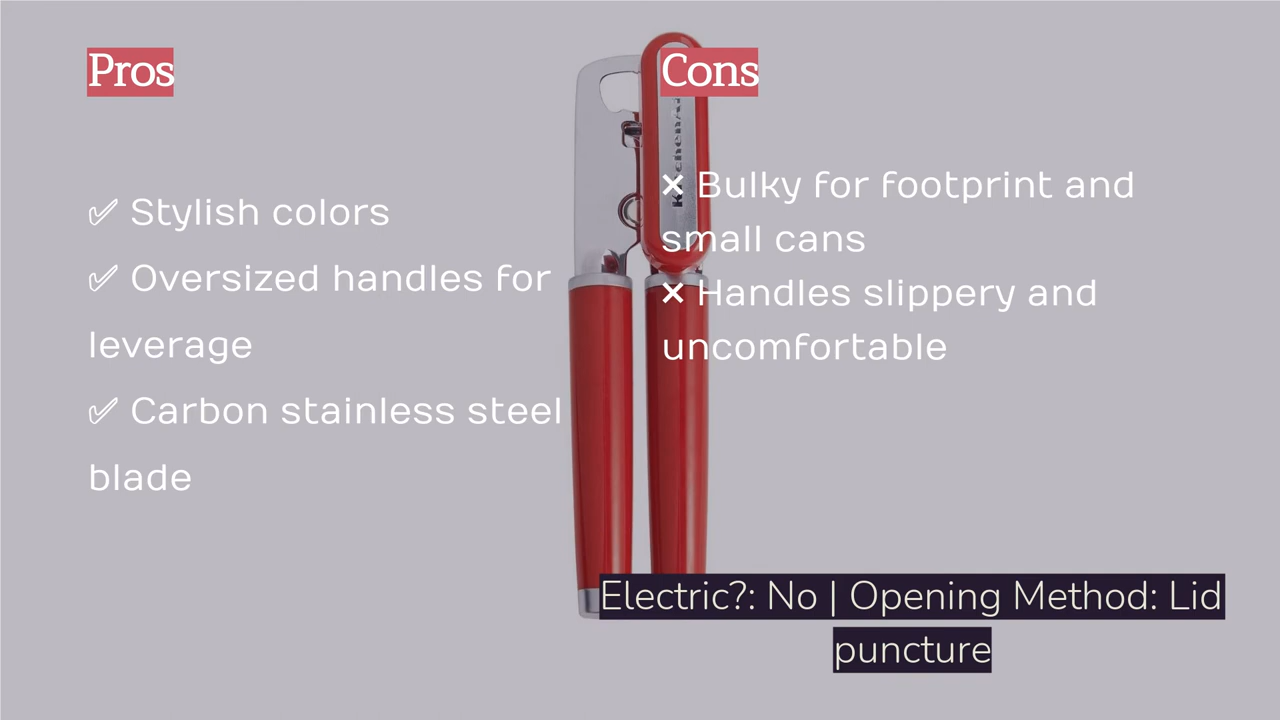 Pros
✅ Stylish colors
✅ Oversized handles for
leverage
✅ Carbon stainless steel
blade
Cons
❌ Bulky for footprint and
small cans
❌ Handles slippery and
uncomfortable
KitchenAid
Electric?: No | Opening Method: Lid
puncture